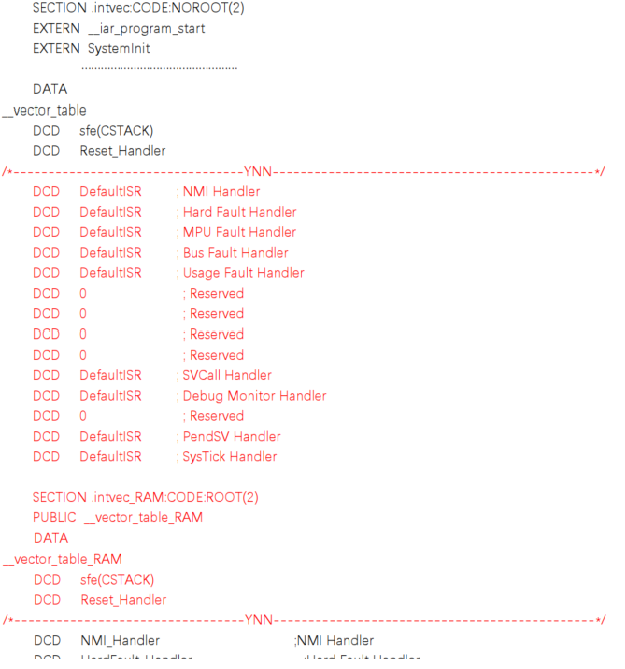 SECTION .intvec:CODE:NOROOT(2)
EXTERN __iar_program_start
EXTERN SystemInit
................................................
DATA
__vector_table
DCD sfe(CSTACK)
DCD Reset_Handler
/*---------------------------------YNN----------------------------------------------*/
DCD DefaultISR ; NMI Handler
DCD DefaultISR ; Hard Fault Handler
DCD DefaultISR ; MPU Fault Handler
DCD DefaultISR ; Bus Fault Handler
DCD DefaultISR ; Usage Fault Handler
DCD 0 ; Reserved
DCD 0 ; Reserved
DCD 0 ; Reserved
DCD 0 ; Reserved
DCD DefaultISR ; SVCall Handler
DCD DefaultISR ; Debug Monitor Handler
DCD 0 ; Reserved
DCD DefaultISR ; PendSV Handler
DCD DefaultISR ; SysTick Handler
SECTION .intvec_RAM:CODE:ROOT(2)
PUBLIC __vector_table_RAM
DATA
__vector_table_RAM
DCD sfe(CSTACK)
DCD Reset_Handler
/*---------------------------------YNN----------------------------------------------*/
DCD NMI_Handler ;NMI Handler
DCD HardFault_Handler ;Hard Fault Handler